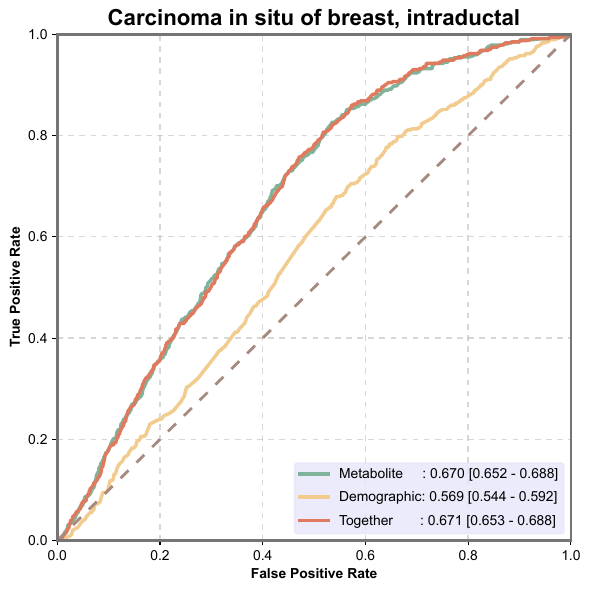 Carcinoma in situ of breast, intraductal
1.0
0.8
0.6
0.4
0.2
0.0
True Positive Rate
Metabolite : 0.670 [0.652 - 0.688]
Demographic: 0.569 [0.544 - 0.592]
Together : 0.671 [0.653 - 0.688]
0.0 0.2 0.4 0.6 0.8 1.0
False Positive Rate